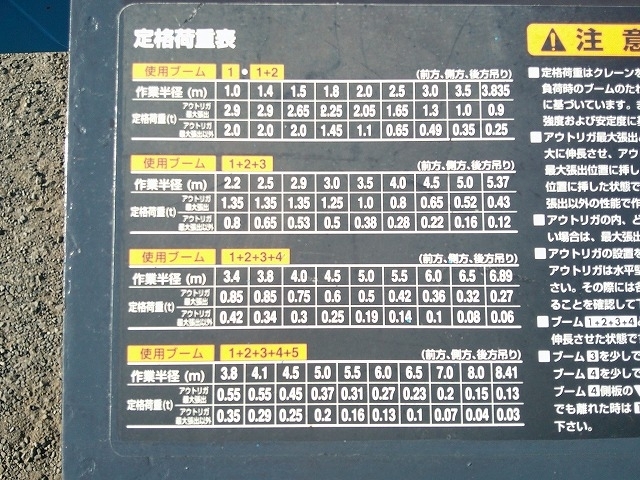 定格荷重表
使用ブーム 1 • 1+2 (前方、側方、後方吊り)
作業半径(m) 1.0 1.4 1.5 1.8 2.0 2.5 3.0 3.5 3.835
定格荷重(t) アウトリガ最大張出 2.9 2.9 2.65 2.25 2.05 1.65 1.3 1.0 0.9
アウトリガ最大張出以外 2.0 2.0 2.0 1.45 1.1 0.65 0.49 0.35 0.25
使用ブーム 1+2+3 (前方、側方、後方吊り)
作業半径(m) 2.2 2.5 2.9 3.0 3.5 4.0 4.5 5.0 5.37
定格荷重(t) アウトリガ最大張出 1.35 1.35 1.35 1.25 1.0 0.8 0.65 0.52 0.43
アウトリガ最大張出以外 0.8 0.65 0.53 0.5 0.38 0.28 0.22 0.16 0.12
使用ブーム 1+2+3+4 (前方、側方、後方吊り)
作業半径(m) 3.4 3.8 4.0 4.5 5.0 5.5 6.0 6.5 6.89
定格荷重(t) アウトリガ最大張出 0.85 0.85 0.75 0.6 0.5 0.42 0.36 0.32 0.27
アウトリガ最大張出以外 0.42 0.34 0.3 0.25 0.19 0.14 0.1 0.08 0.06
使用ブーム 1+2+3+4+5 (前方、側方、後方吊り)
作業半径(m) 3.8 4.1 4.5 5.0 5.5 6.0 6.5 7.0 8.0 8.41
定格荷重(t) アウトリガ最大張出 0.55 0.55 0.45 0.37 0.31 0.27 0.23 0.2 0.15 0.13
アウトリガ最大張出以外 0.35 0.29 0.25 0.2 0.16 0.13 0.1 0.07 0.04 0.03
注 意
■定格荷重はクレーンを
負荷時のブームのたわ
に基づいています。
強度および安定度に基
■アウトリガ最大張出と
大に伸長させ、アウ
最大張出位置に挿し
位置に挿した状態で
張出以外の性能で作
■アウトリガの内、ど
い場合は、最大張出
■アウトリガの設置を
アウトリガは水平堅
さい。その際には各
ることを確認して下
■ブーム 1+2+3+4
伸長させた状態で
■ブーム 3 を少しで
ブーム 4 を少しで
ブーム 4 側板の▼
でも離れた時は 1
下さい。